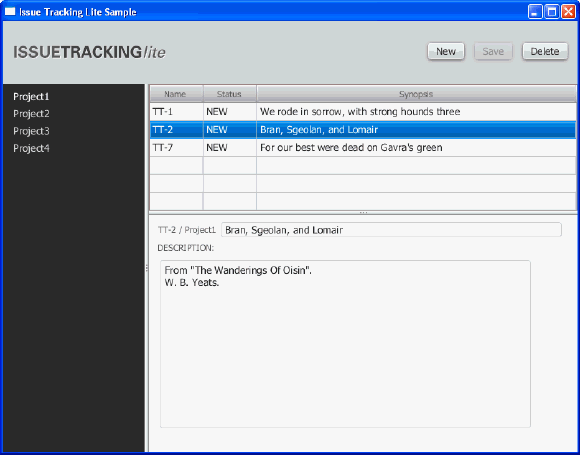 Issue Tracking Lite Sample
ISSUETRACKINGlite
New Save Delete
Project1
Project2
Project3
Project4
Name Status Synopsis
TT-1 NEW We rode in sorrow, with strong hounds three
TT-2 NEW Bran, Sgeolan, and Lomair
TT-7 NEW For our best were dead on Gavra's green
TT-2 / Project1 Bran, Sgeolan, and Lomair
DESCRIPTION:
From "The Wanderings Of Oisin".
W. B. Yeats.